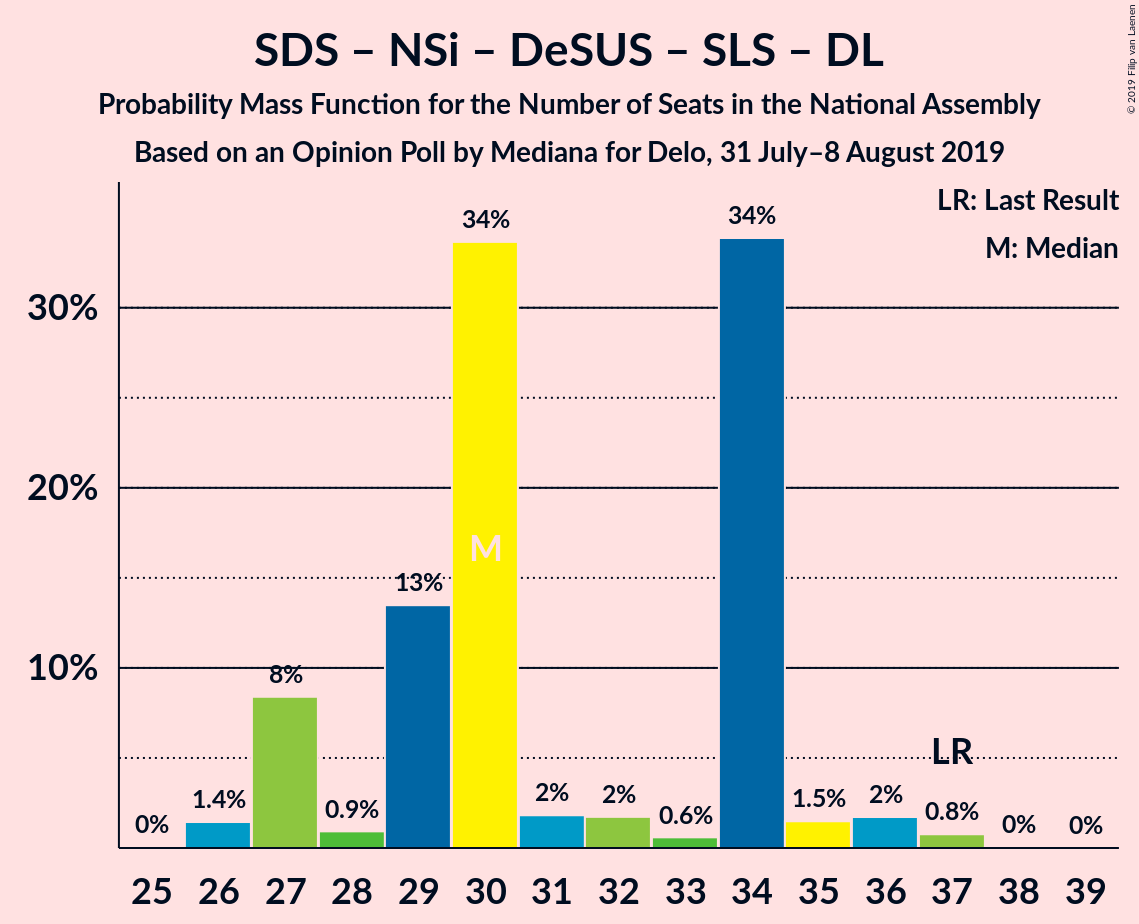 SDS – NSi – DeSUS – SLS – DL
Probability Mass Function for the Number of Seats in the National Assembly
Based on an Opinion Poll by Mediana for Delo, 31 July–8 August 2019
© 2019 Filip van Laenen
LR: Last Result
M: Median
30%
20%
10%
0% 1.4% 8% 0.9% 13% 34% 2% 2% 0.6% 34% 1.5% 2% 0.8% 0% 0%
M
LR
25 26 27 28 29 30 31 32 33 34 35 36 37 38 39